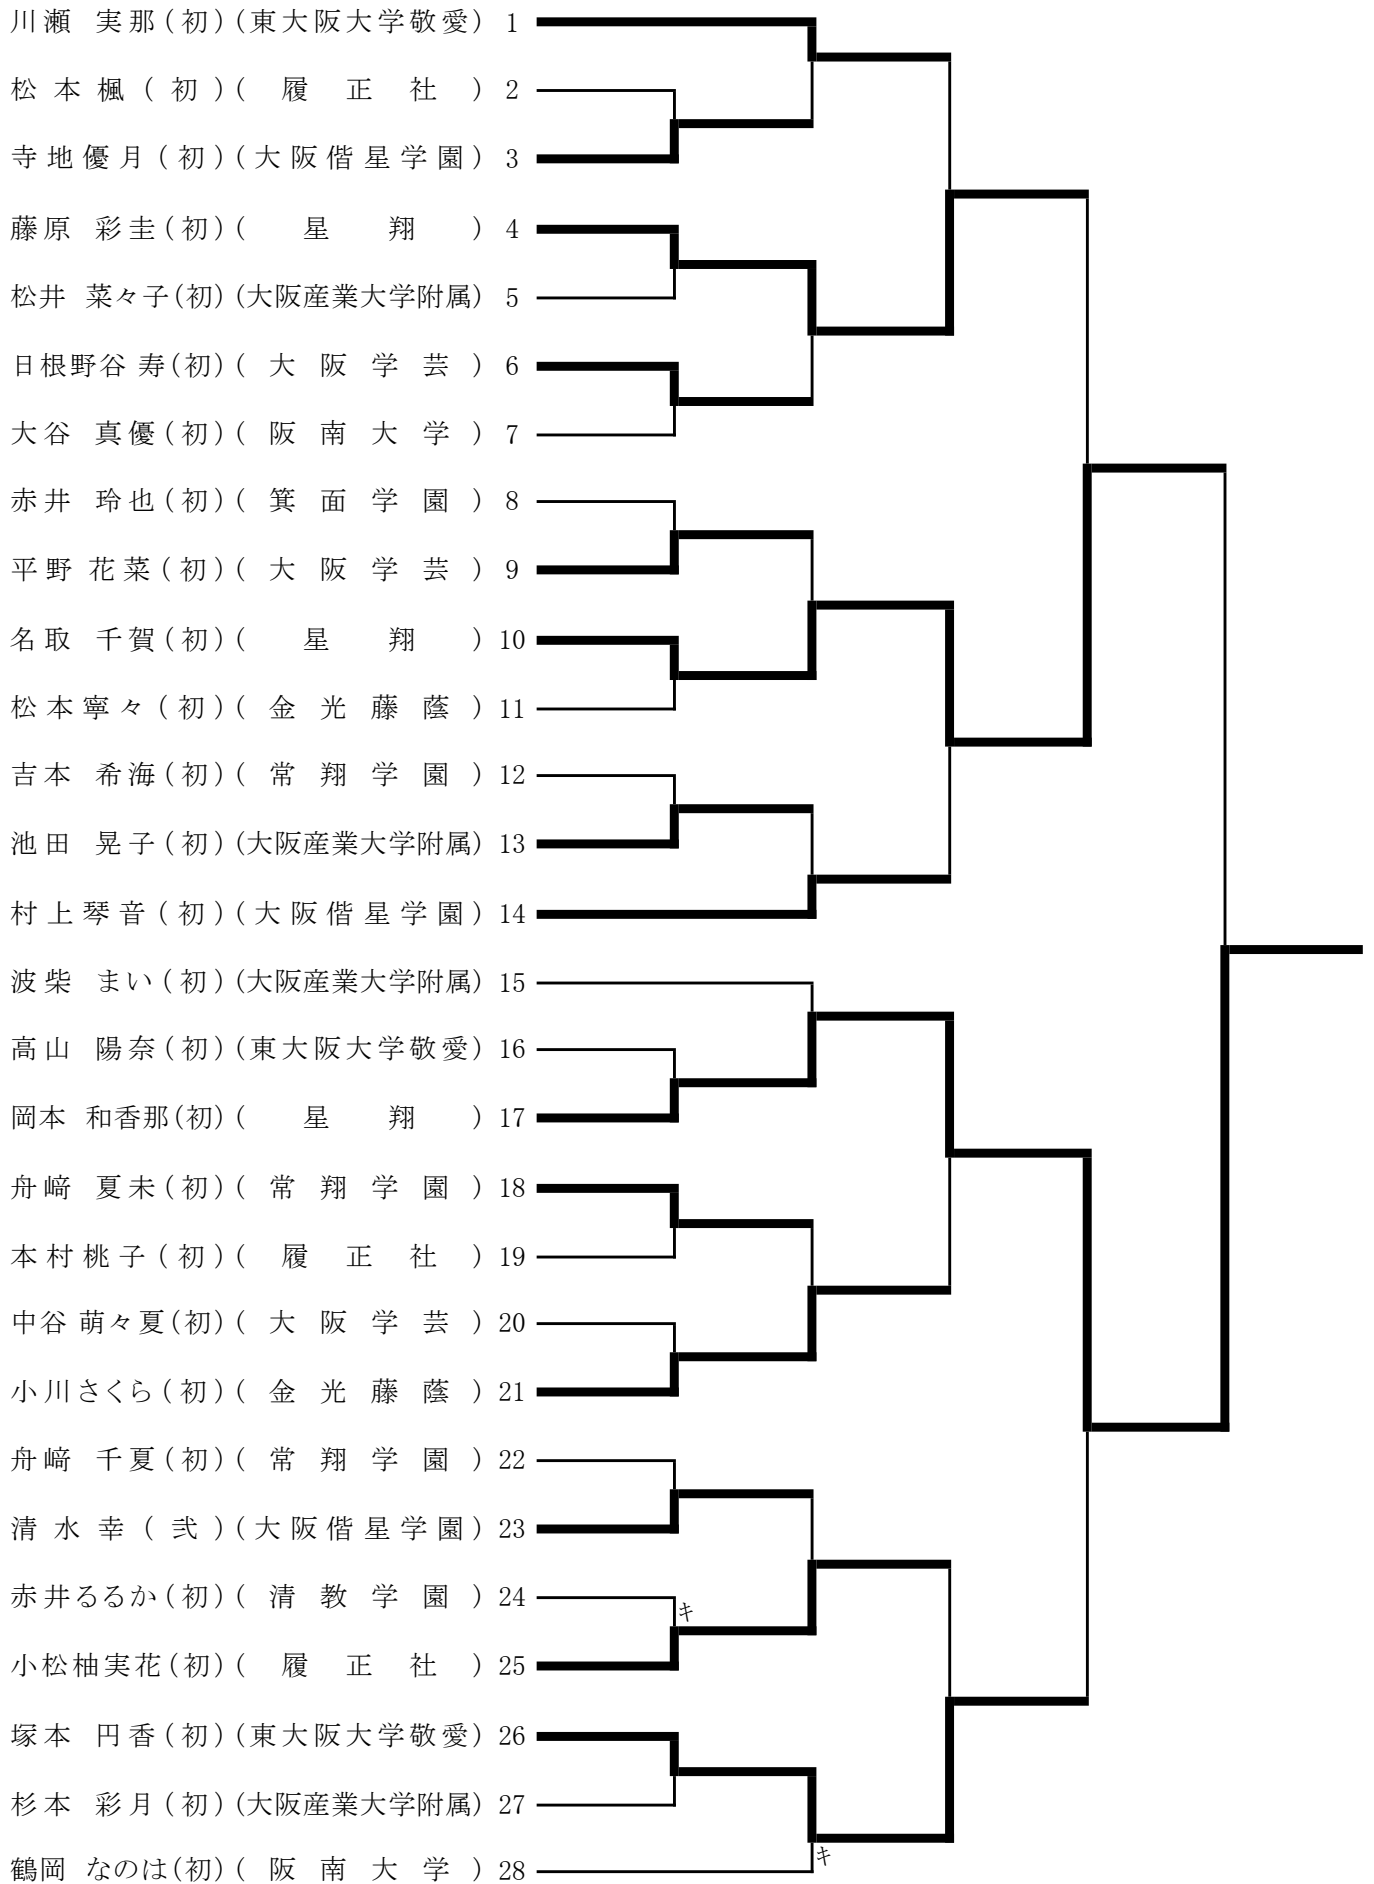 川瀬 実那(初)(東大阪大学敬愛) 1
松本楓(初)(履正社) 2
寺地優月(初)(大阪偕星学園) 3
藤原 彩圭(初)(星翔) 4
松井 菜々子(初)(大阪産業大学附属) 5
日根野谷 寿(初)(大阪学芸) 6
大谷 真優(初)(阪南大学) 7
赤井 玲也(初)(箕面学園) 8
平野 花菜(初)(大阪学芸) 9
名取 千賀(初)(星翔) 10
松本寧々(初)(金光藤蔭) 11
吉本 希海(初)(常翔学園) 12
池田 晃子(初)(大阪産業大学附属) 13
村上琴音(初)(大阪偕星学園) 14
波柴 まい(初)(大阪産業大学附属) 15
高山 陽奈(初)(東大阪大学敬愛) 16
岡本 和香那(初)(星翔) 17
舟﨑 夏未(初)(常翔学園) 18
本村桃子(初)(履正社) 19
中谷 萌々夏(初)(大阪学芸) 20
小川さくら(初)(金光藤蔭) 21
舟﨑 千夏(初)(常翔学園) 22
清水幸(弐)(大阪偕星学園) 23
赤井るるか(初)(清教学園) 24
キ
小松柚実花(初)(履正社) 25
塚本 円香(初)(東大阪大学敬愛) 26
杉本 彩月(初)(大阪産業大学附属) 27
キ
鶴岡 なのは(初)(阪南大学) 28